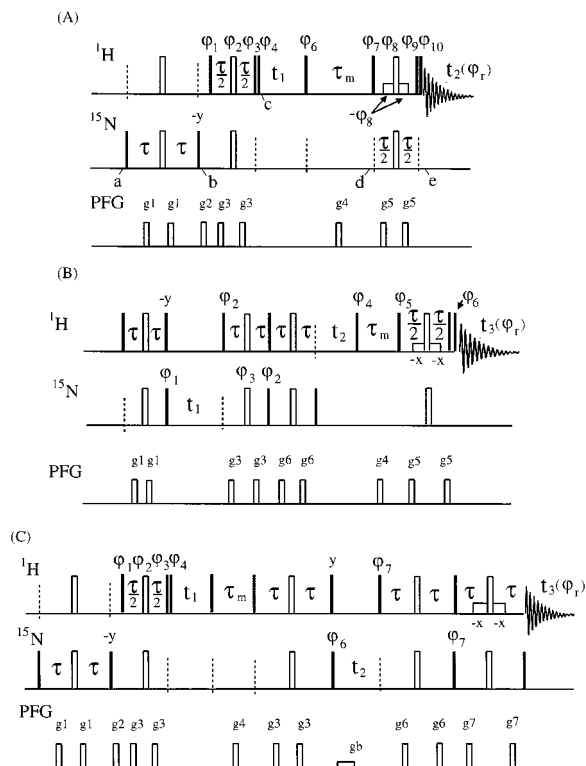 (A)
φ1 φ2 φ3 φ4 φ6 φ7 φ8 φ9 φ10
1H τ/2 τ/2 t1 τm t2(φr)
c -φ8
15N τ τ -y τ/2 τ/2
a b d e
PFG g1 g1 g2 g3 g3 g4 g5 g5
(B)
-y φ2 φ4 φ5 φ6
1H τ τ τ τ τ τ t2 τm τ/2 τ/2 t3(φr)
-x -x
φ1 φ3 φ2
15N t1
PFG g1 g1 g3 g3 g6 g6 g4 g5 g5
(C)
φ1 φ2 φ3 φ4 y φ7
1H τ/2 τ/2 t1 τm τ τ τ τ τ τ t3(φr)
-x -x
15N τ τ -y φ6 t2 φ7
PFG g1 g1 g2 g3 g3 g4 g3 g3 gb g6 g6 g7 g7